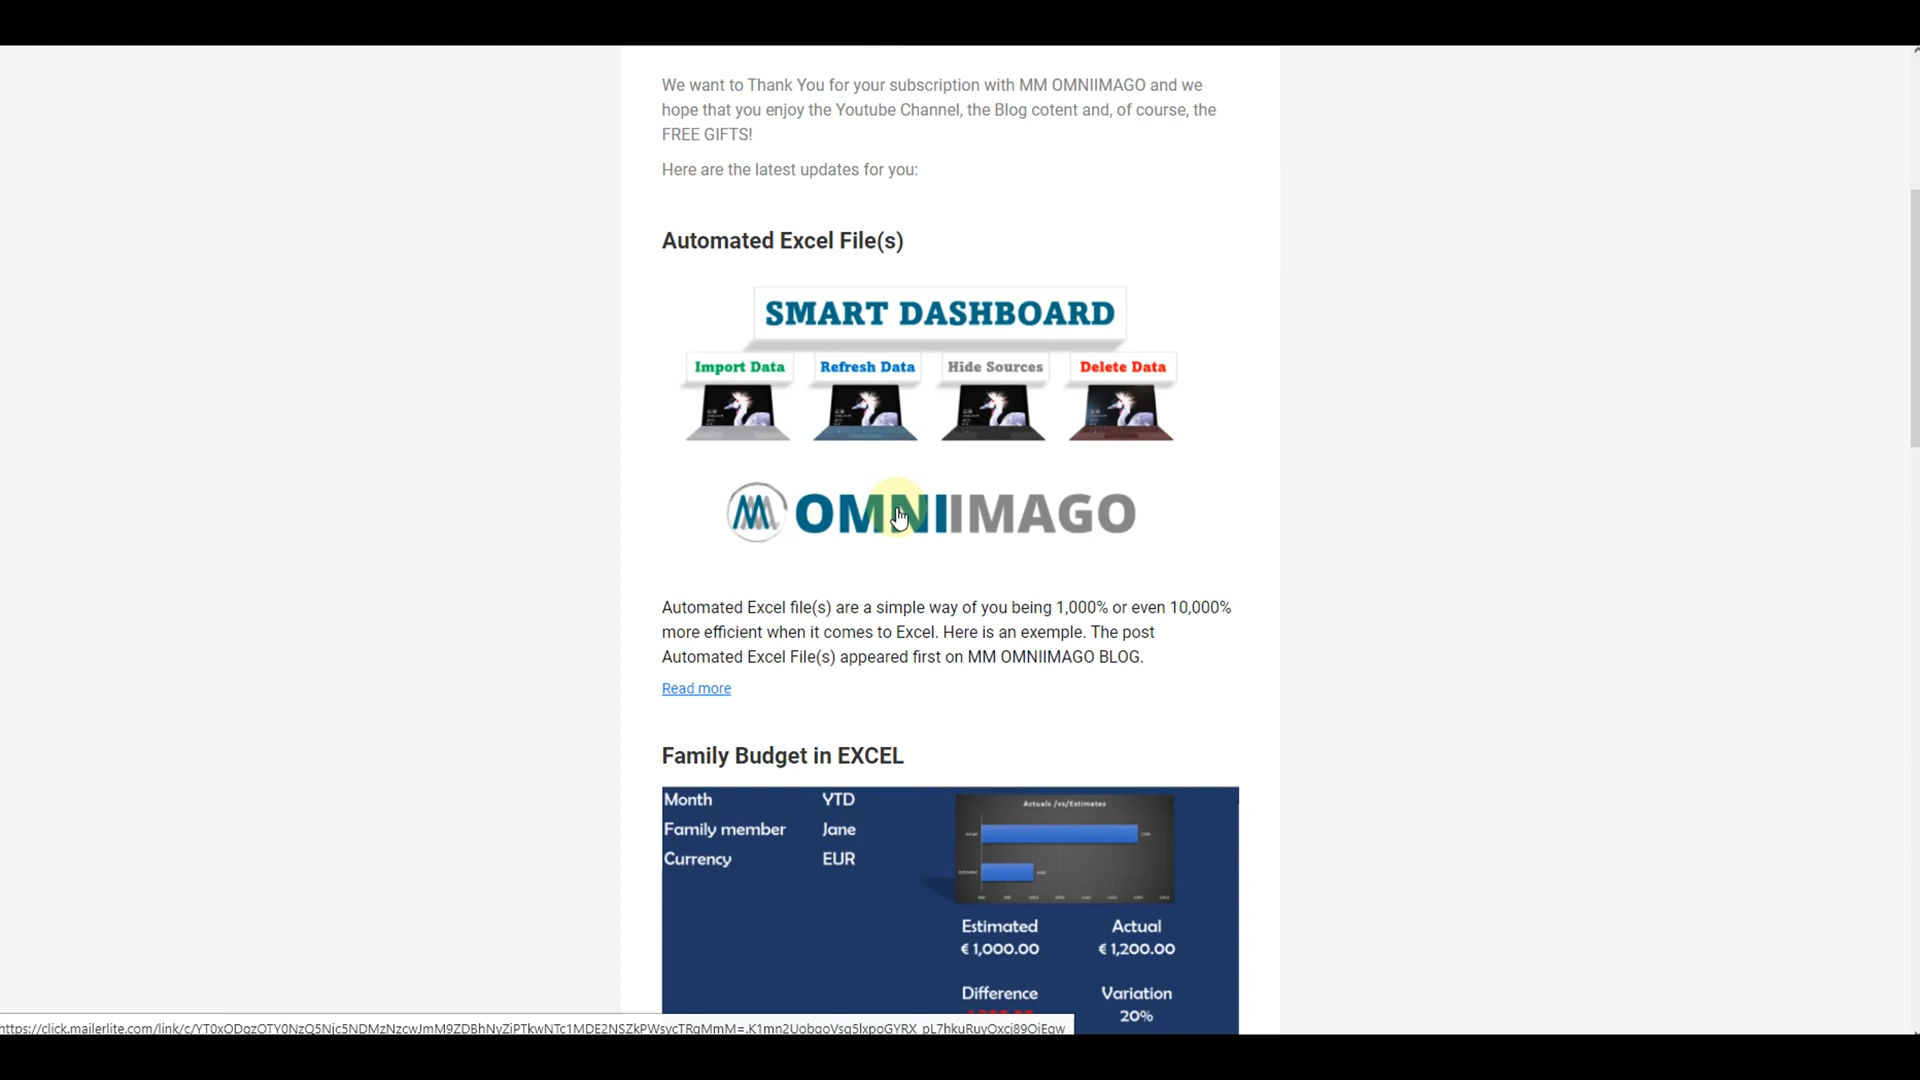 We want to Thank You for your subscription with MM OMNIIMAGO and we
hope that you enjoy the Youtube Channel, the Blog cotent and, of course, the
FREE GIFTS!
Here are the latest updates for you:
Automated Excel File(s)
SMART DASHBOARD
Import Data Refresh Data Hide Sources Delete Data
OMNIIMAGO
Automated Excel file(s) are a simple way of you being 1,000% or even 10,000%
more efficient when it comes to Excel. Here is an exemple. The post
Automated Excel File(s) appeared first on MM OMNIIMAGO BLOG.
Read more
Family Budget in EXCEL
Month YTD
Actuals /vs/Estimates
Family member Jane
Currency EUR
Estimated Actual
€ 1,000.00 € 1,200.00
Difference Variation
20%